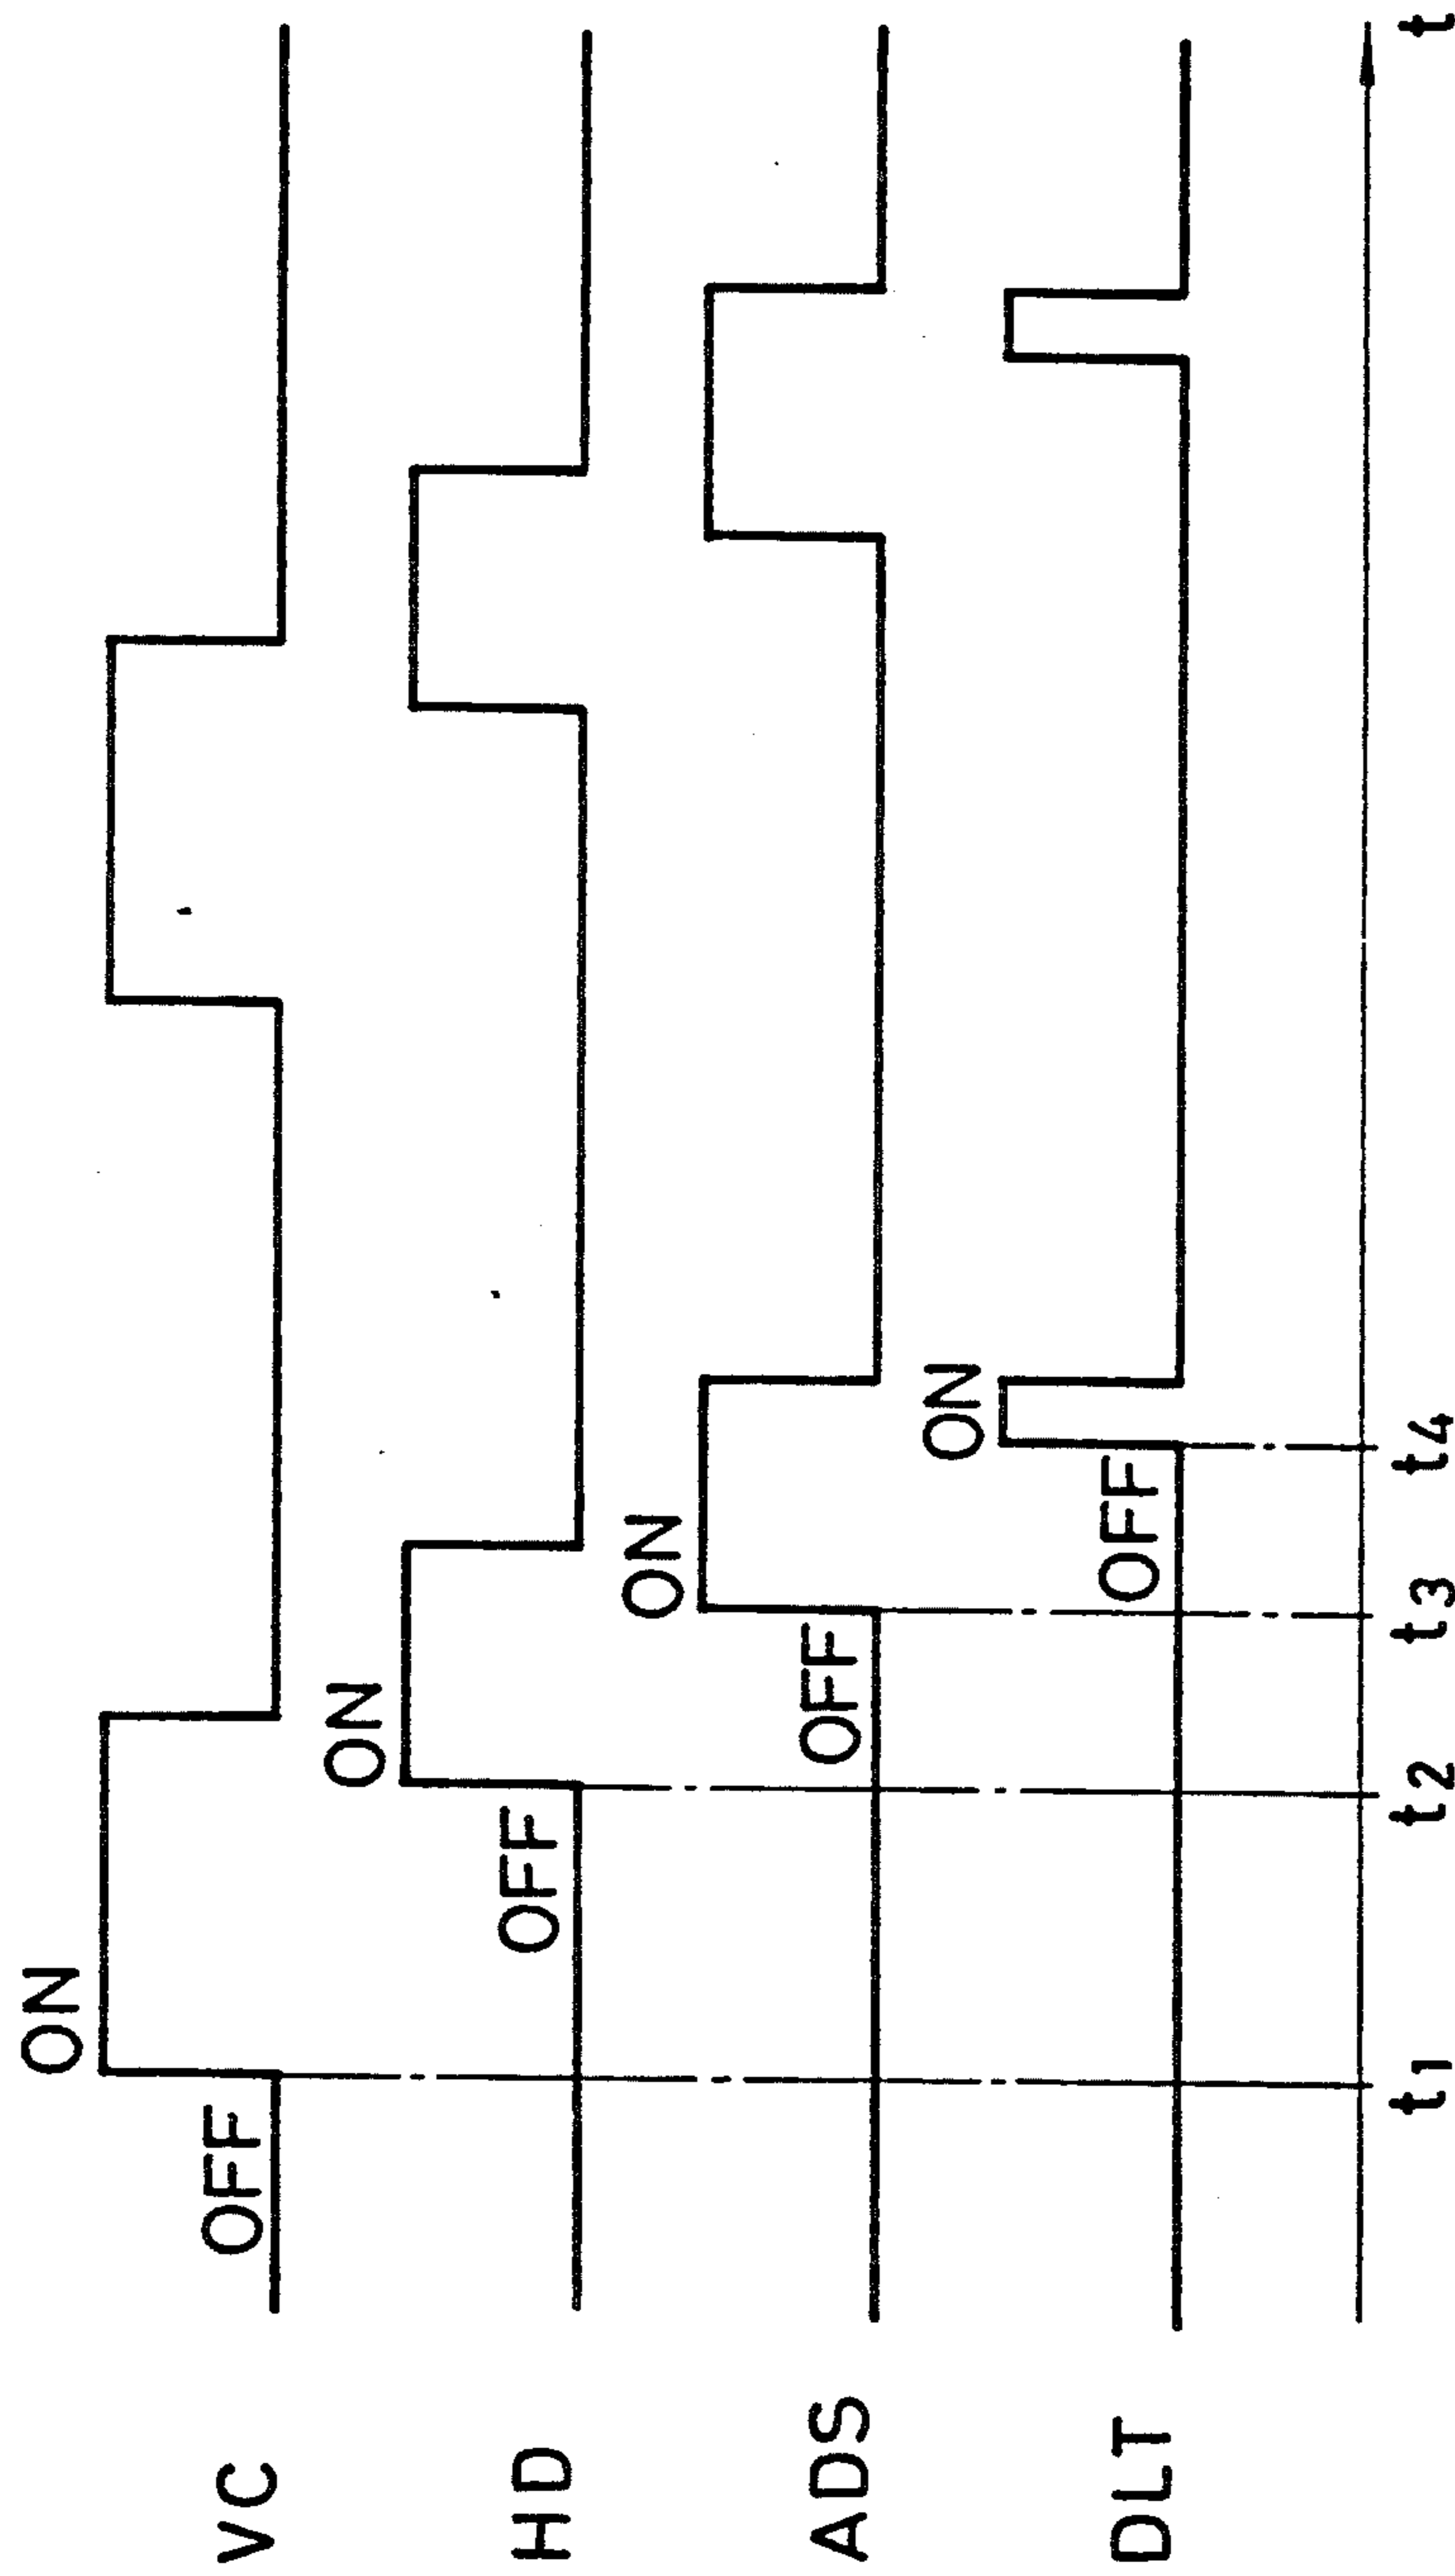 ON
VC OFF
ON
HD OFF
ON
ADS OFF
ON
DLT OFF
t1 t2 t3 t4 t